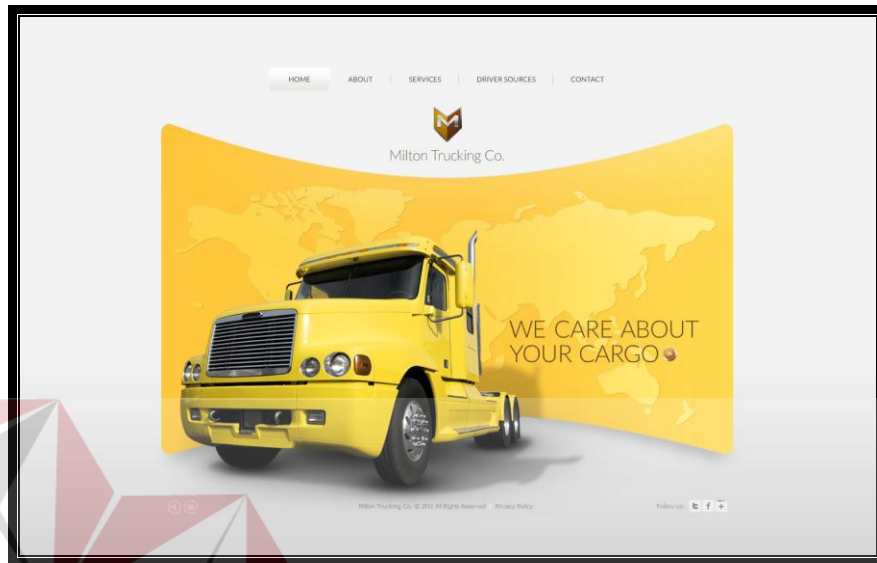 HOME ABOUT SERVICES DRIVER SOURCES CONTACT
M
Milton Trucking Co.
WE CARE ABOUT
YOUR CARGO
Milton Trucking Co. © 2011 All Rights Reserved Privacy Policy
Follow us: